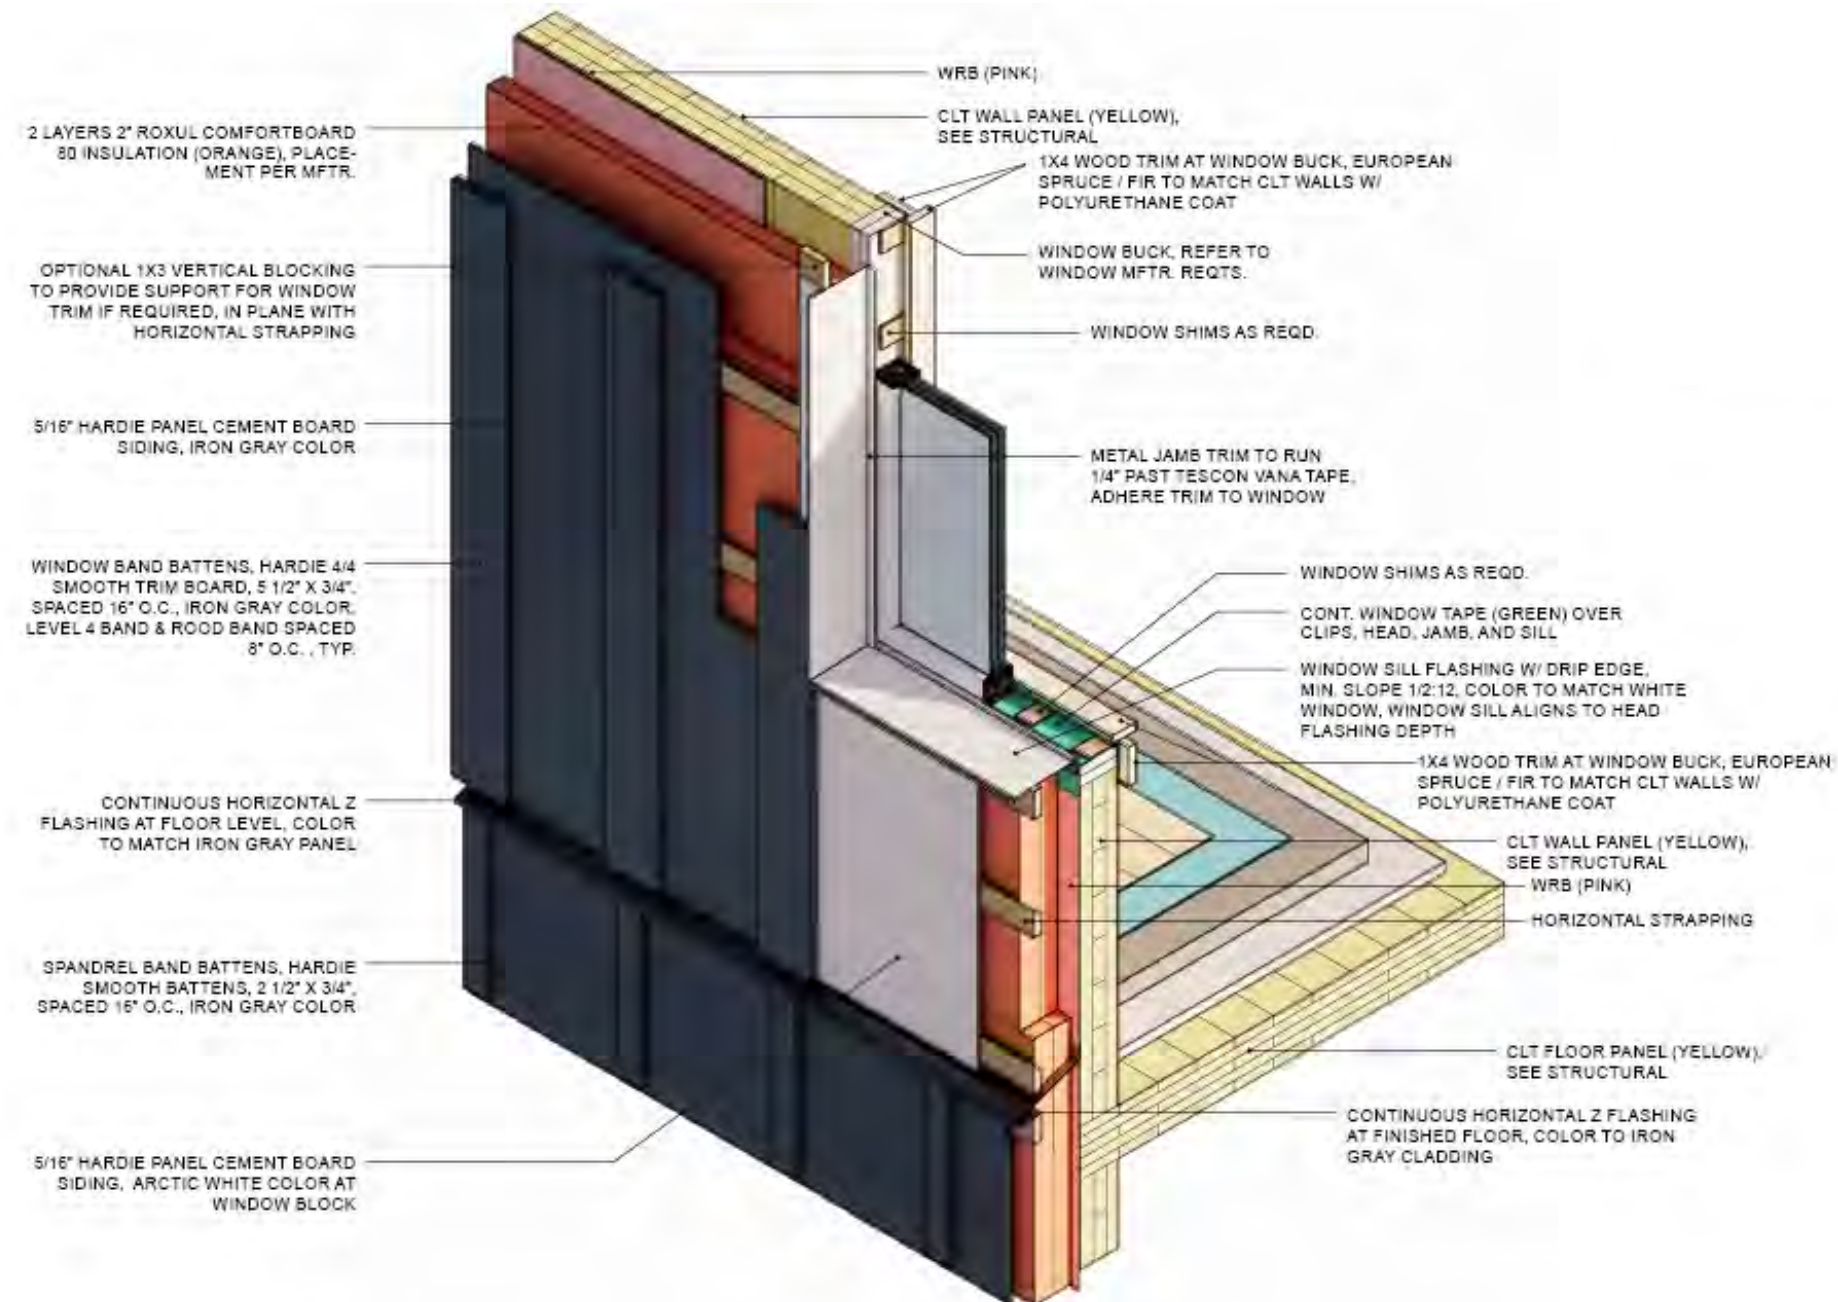 2 LAYERS 2" ROXUL COMFORTBOARD
80 INSULATION (ORANGE), PLACE-
MENT PER MFTR.
OPTIONAL 1X3 VERTICAL BLOCKING
TO PROVIDE SUPPORT FOR WINDOW
TRIM IF REQUIRED, IN PLANE WITH
HORIZONTAL STRAPPING
5/16" HARDIE PANEL CEMENT BOARD
SIDING, IRON GRAY COLOR
WINDOW BAND BATTENS, HARDIE 4/4
SMOOTH TRIM BOARD, 5 1/2" X 3/4",
SPACED 16" O.C., IRON GRAY COLOR,
LEVEL 4 BAND & ROOD BAND SPACED
8" O.C. , TYP.
CONTINUOUS HORIZONTAL Z
FLASHING AT FLOOR LEVEL, COLOR
TO MATCH IRON GRAY PANEL
SPANDREL BAND BATTENS, HARDIE
SMOOTH BATTENS, 2 1/2" X 3/4",
SPACED 16" O.C., IRON GRAY COLOR
5/16" HARDIE PANEL CEMENT BOARD
SIDING, ARCTIC WHITE COLOR AT
WINDOW BLOCK
WRB (PINK)
CLT WALL PANEL (YELLOW),
SEE STRUCTURAL
1X4 WOOD TRIM AT WINDOW BUCK, EUROPEAN
SPRUCE / FIR TO MATCH CLT WALLS W/
POLYURETHANE COAT
WINDOW BUCK, REFER TO
WINDOW MFTR. REQTS.
WINDOW SHIMS AS REQD.
METAL JAMB TRIM TO RUN
1/4" PAST TESCON VANA TAPE,
ADHERE TRIM TO WINDOW
WINDOW SHIMS AS REQD.
CONT. WINDOW TAPE (GREEN) OVER
CLIPS, HEAD, JAMB, AND SILL
WINDOW SILL FLASHING W/ DRIP EDGE,
MIN. SLOPE 1/2:12, COLOR TO MATCH WHITE
WINDOW, WINDOW SILL ALIGNS TO HEAD
FLASHING DEPTH
1X4 WOOD TRIM AT WINDOW BUCK, EUROPEAN
SPRUCE / FIR TO MATCH CLT WALLS W/
POLYURETHANE COAT
CLT WALL PANEL (YELLOW),
SEE STRUCTURAL
WRB (PINK)
HORIZONTAL STRAPPING
CLT FLOOR PANEL (YELLOW),
SEE STRUCTURAL
CONTINUOUS HORIZONTAL Z FLASHING
AT FINISHED FLOOR, COLOR TO IRON
GRAY CLADDING